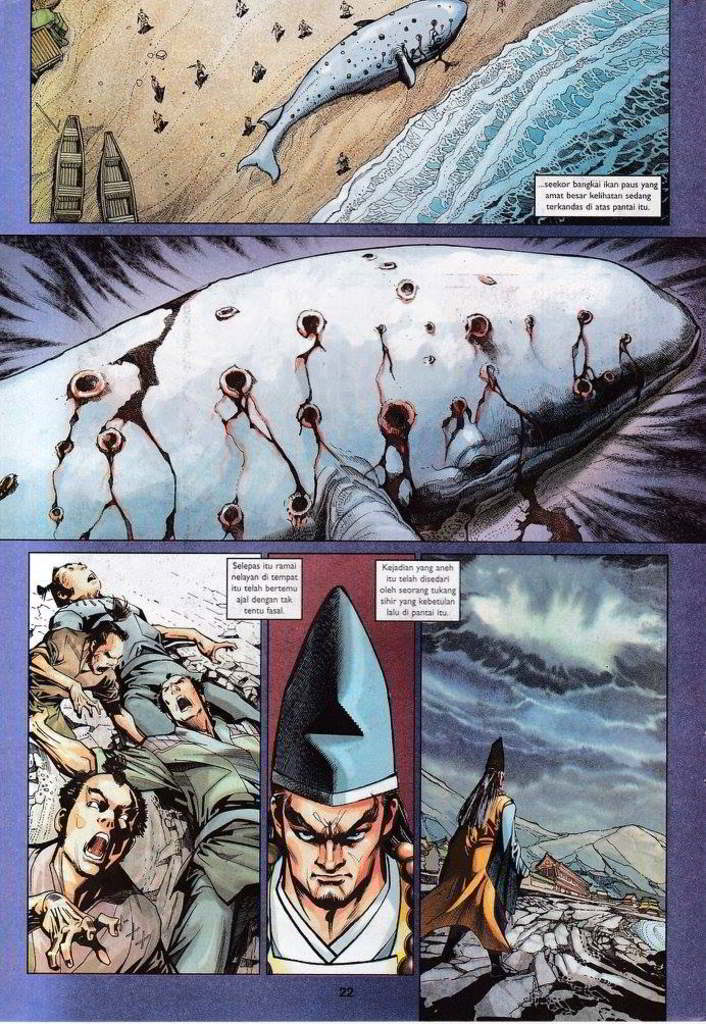 ...seekor bangkai ikan paus yang
amat besar kelihatan sedang
terkandas di atas pantai itu.
Selepas itu ramai
nelayan di tempat
itu telah bertemu
ajal dengan tak
tentu fasal.
Kejadian yang aneh
itu telah disedari
oleh seorang tukang
sihir yang kebetulan
lalu di pantai itu.
22